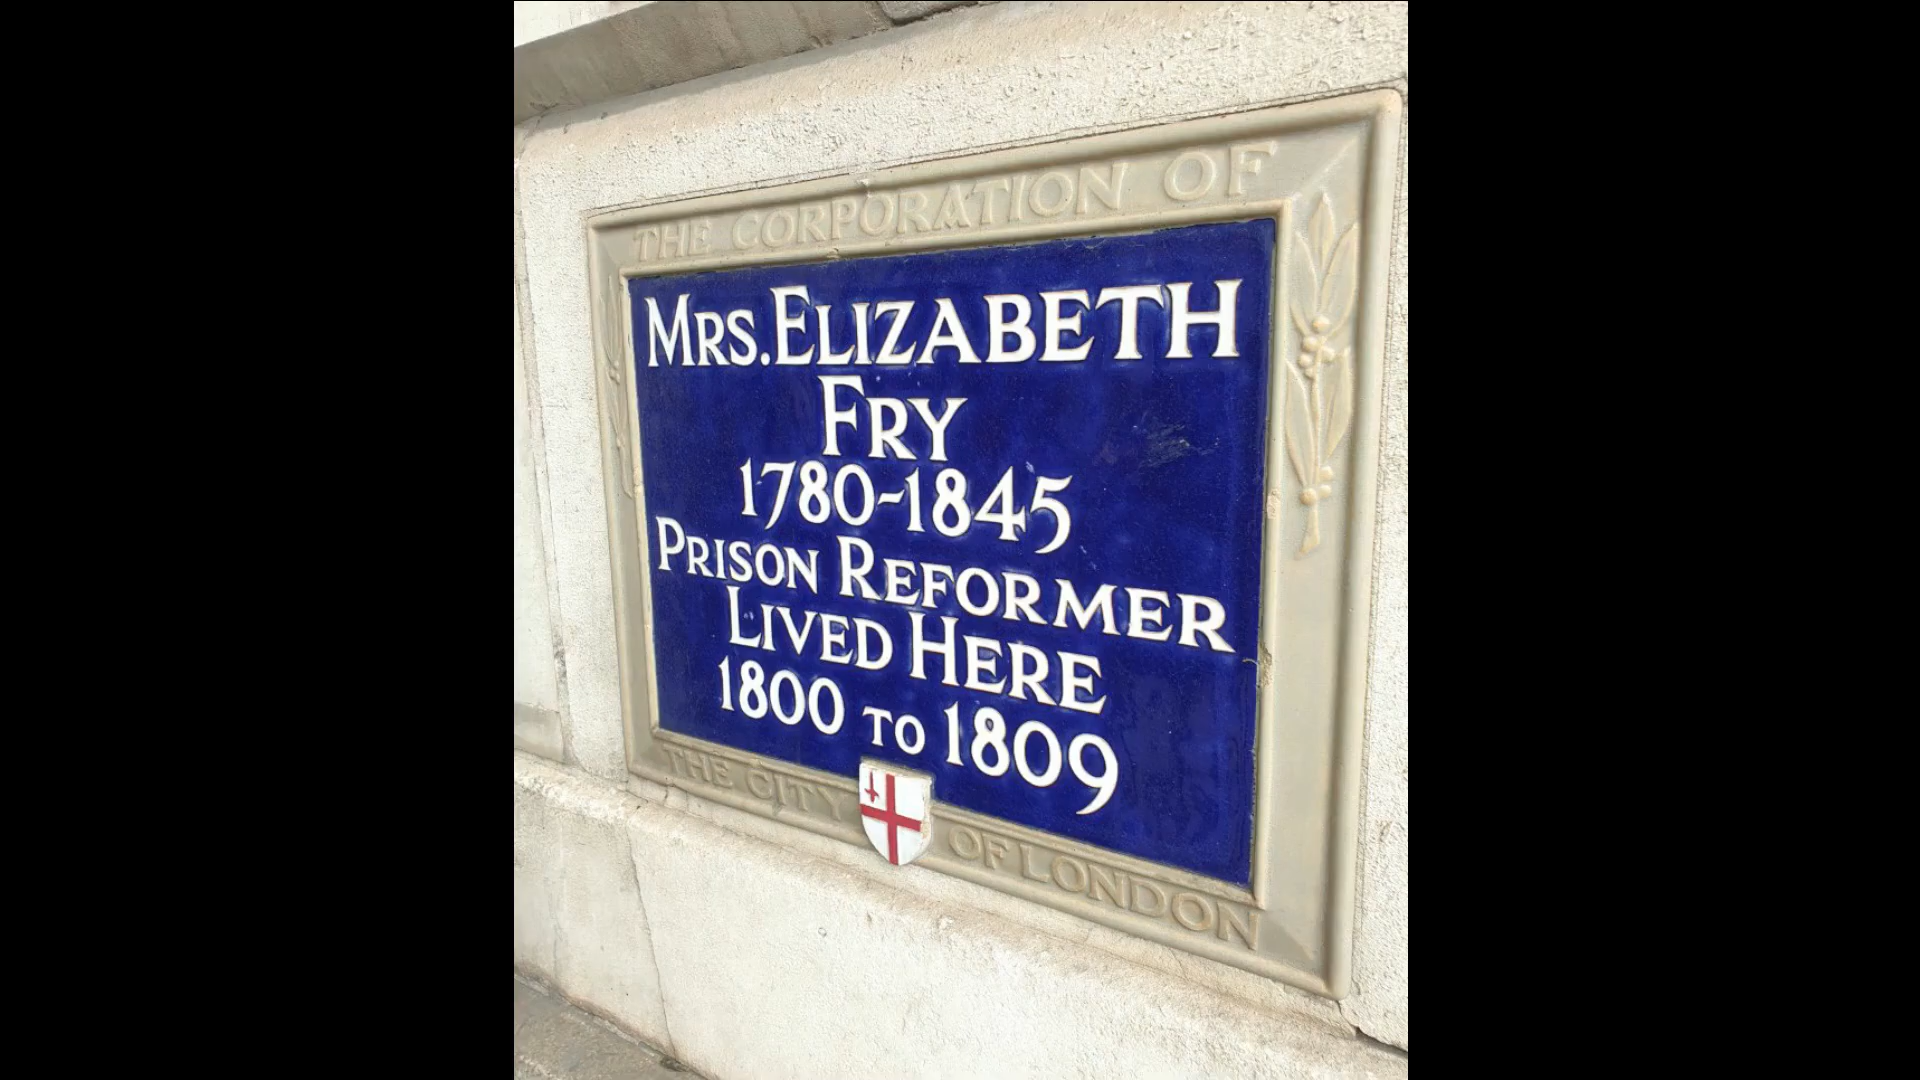 THE CORPORATION OF
MRS. ELIZABETH
FRY
1780-1845
PRISON REFORMER
LIVED HERE
1800 TO 1809
THE CITY OF LONDON